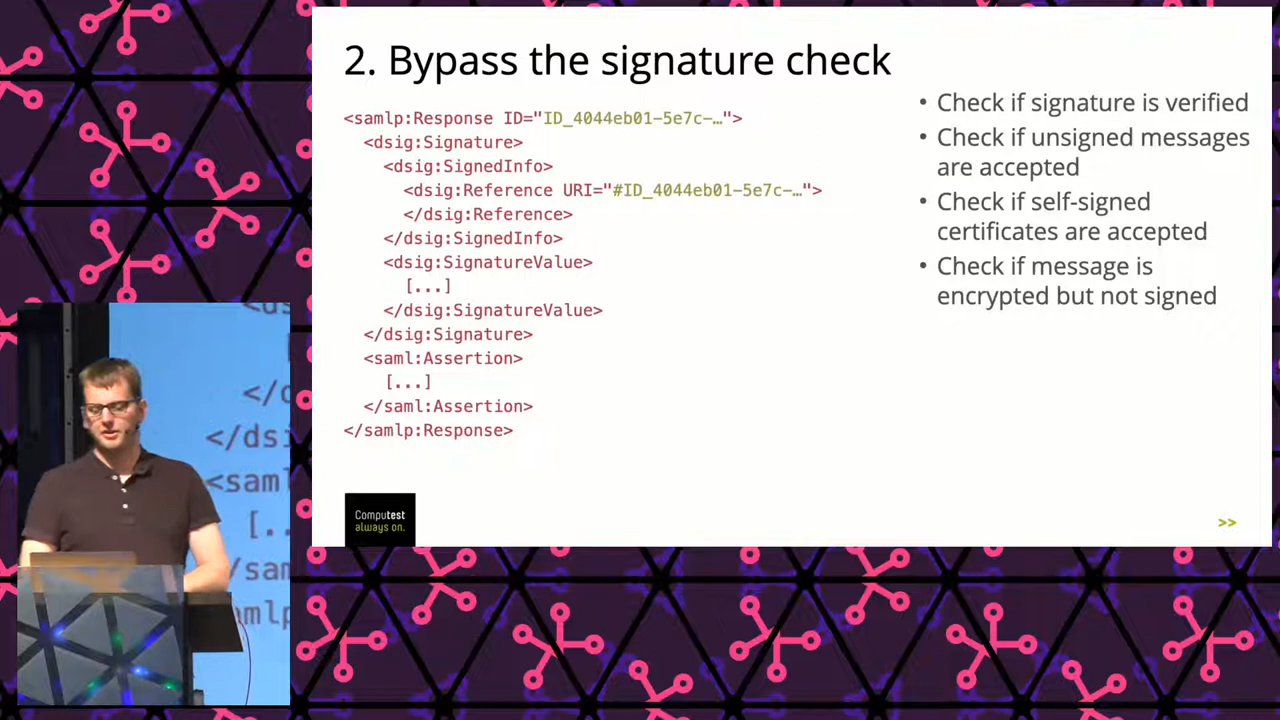 2. Bypass the signature check
<samlp:Response ID="ID_4044eb01-5e7c-…">
<dsig:Signature>
<dsig:SignedInfo>
<dsig:Reference URI="#ID_4044eb01-5e7c-…">
</dsig:Reference>
</dsig:SignedInfo>
<dsig:SignatureValue>
[...]
</dsig:SignatureValue>
</dsig:Signature>
<saml:Assertion>
[...]
</saml:Assertion>
</samlp:Response>
• Check if signature is verified
• Check if unsigned messages
are accepted
• Check if self-signed
certificates are accepted
• Check if message is
encrypted but not signed
Computest
always on.
>>
[..
</dsi
<saml
[..